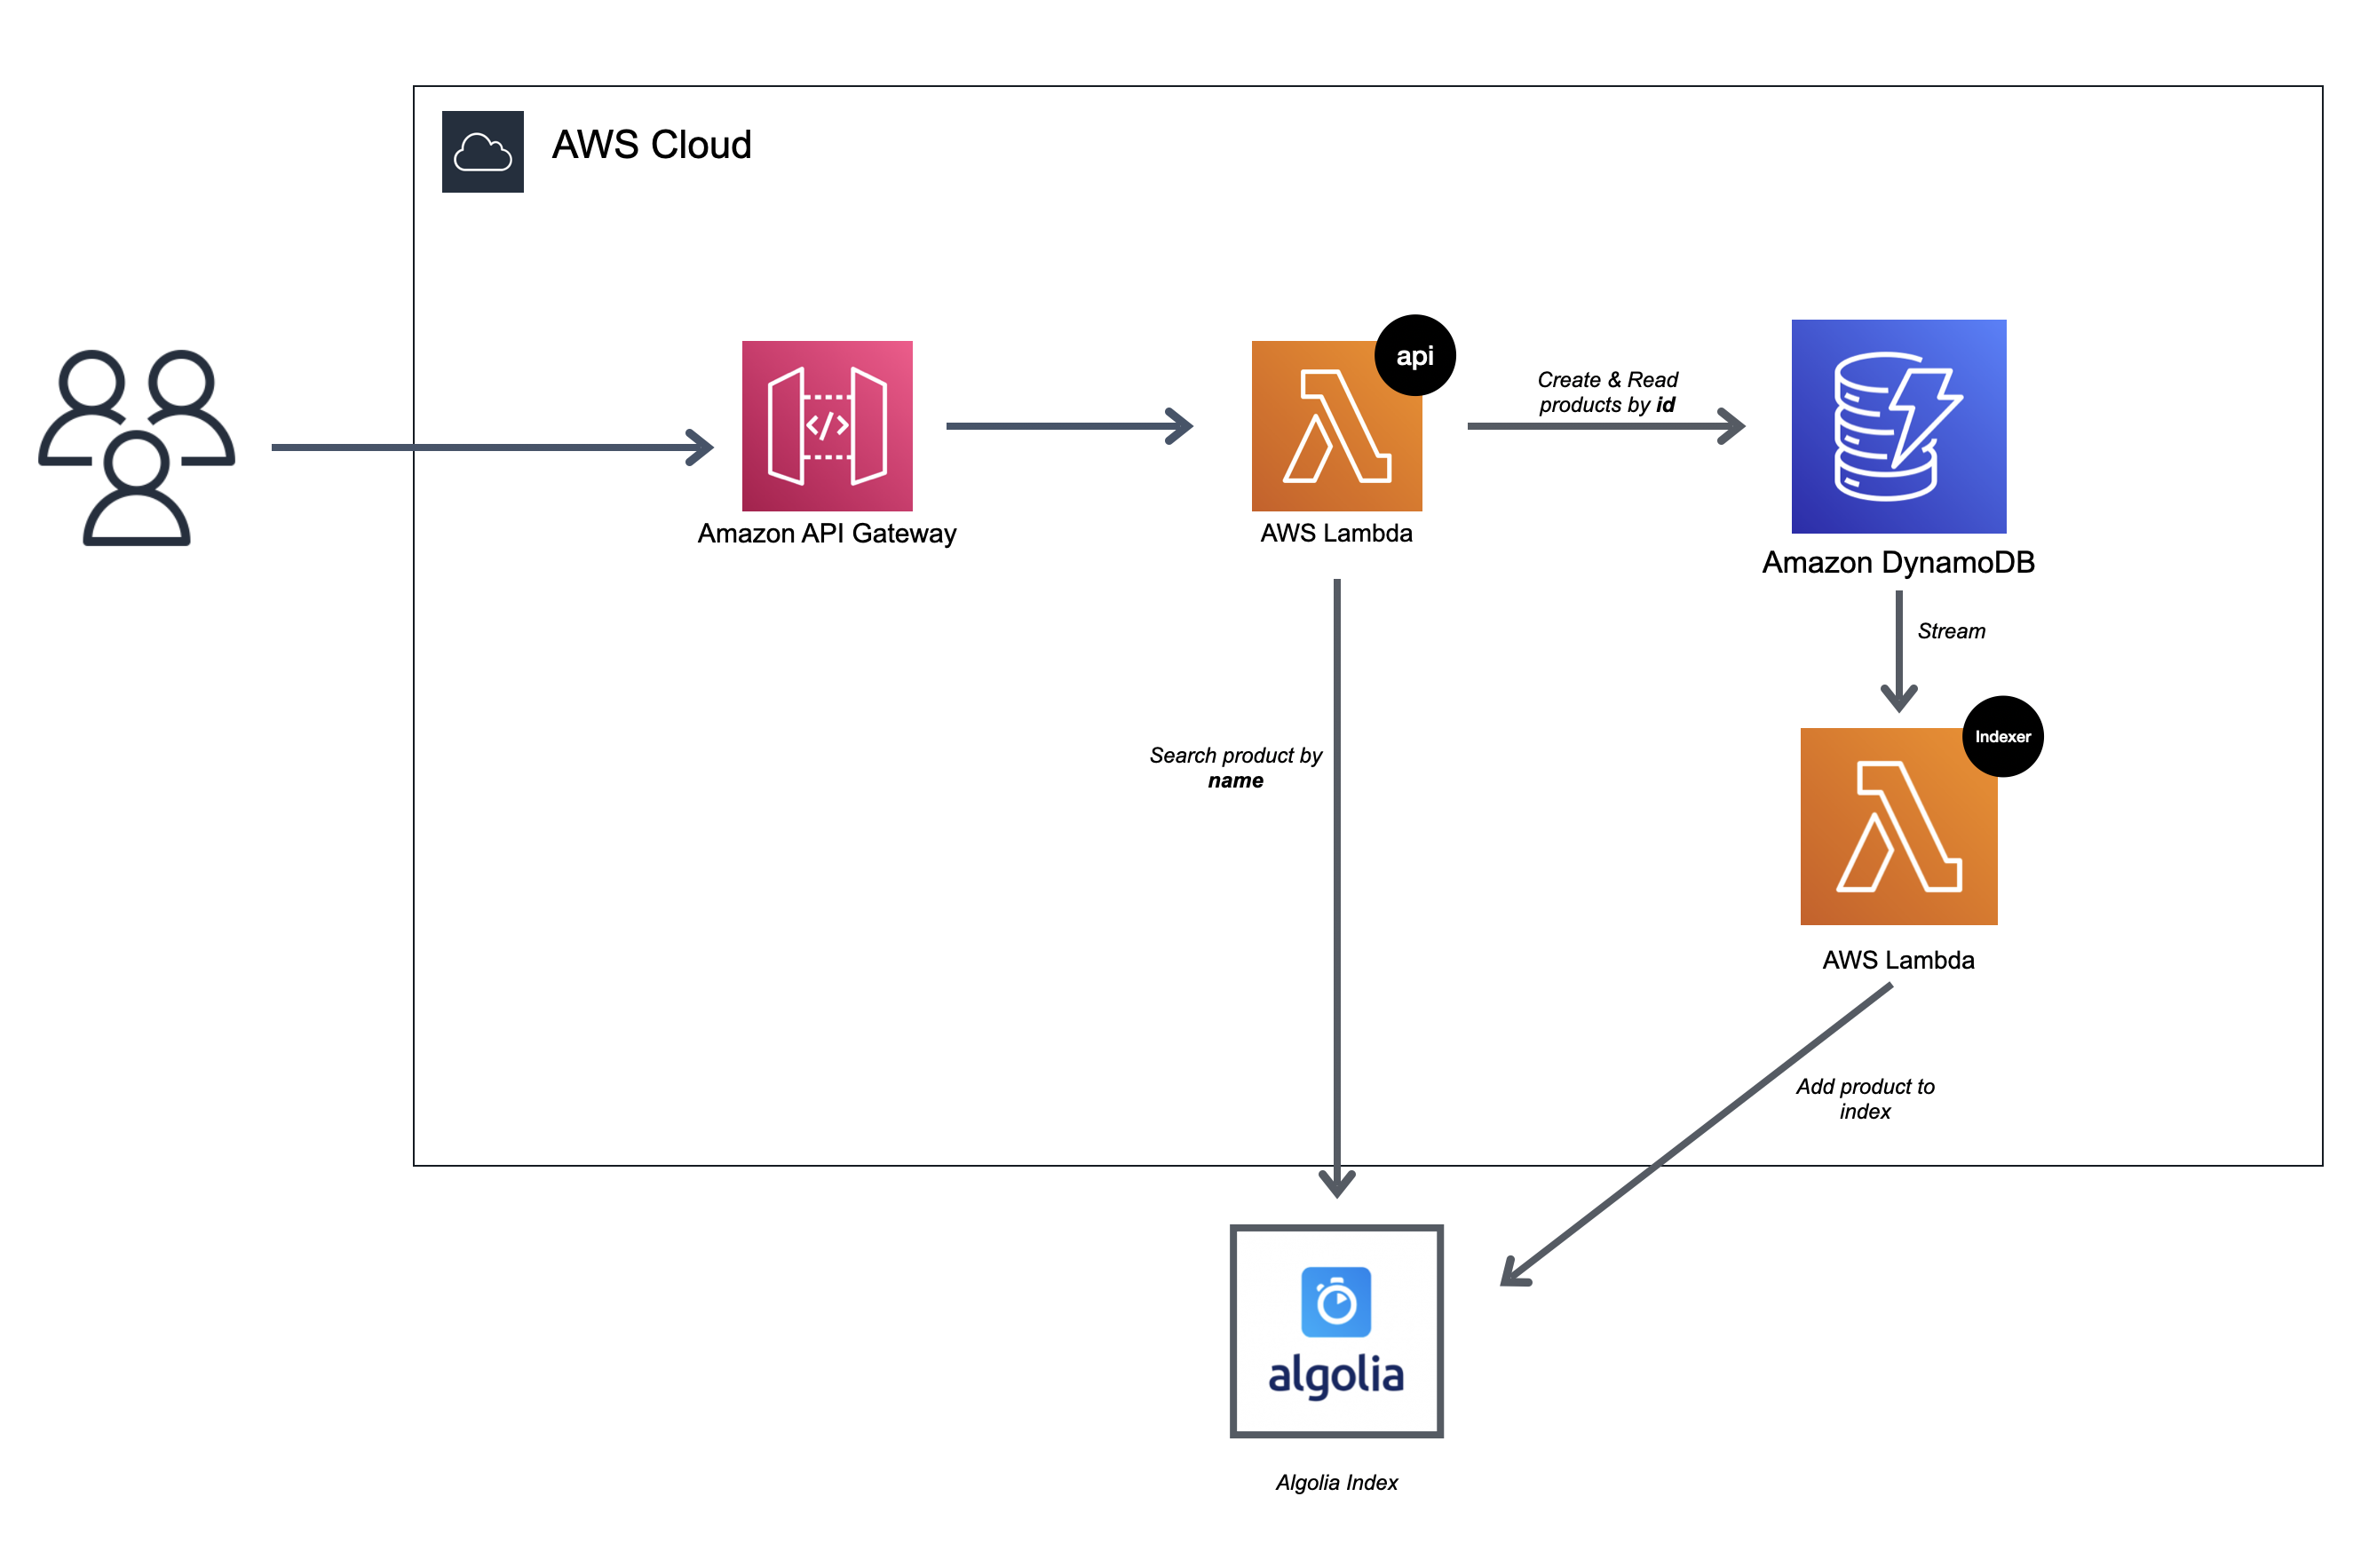 AWS Cloud
api
Create & Read
products by id
</>
Amazon API Gateway
AWS Lambda
Amazon DynamoDB
Stream
Indexer
Search product by
name
AWS Lambda
Add product to
index
algolia
Algolia Index